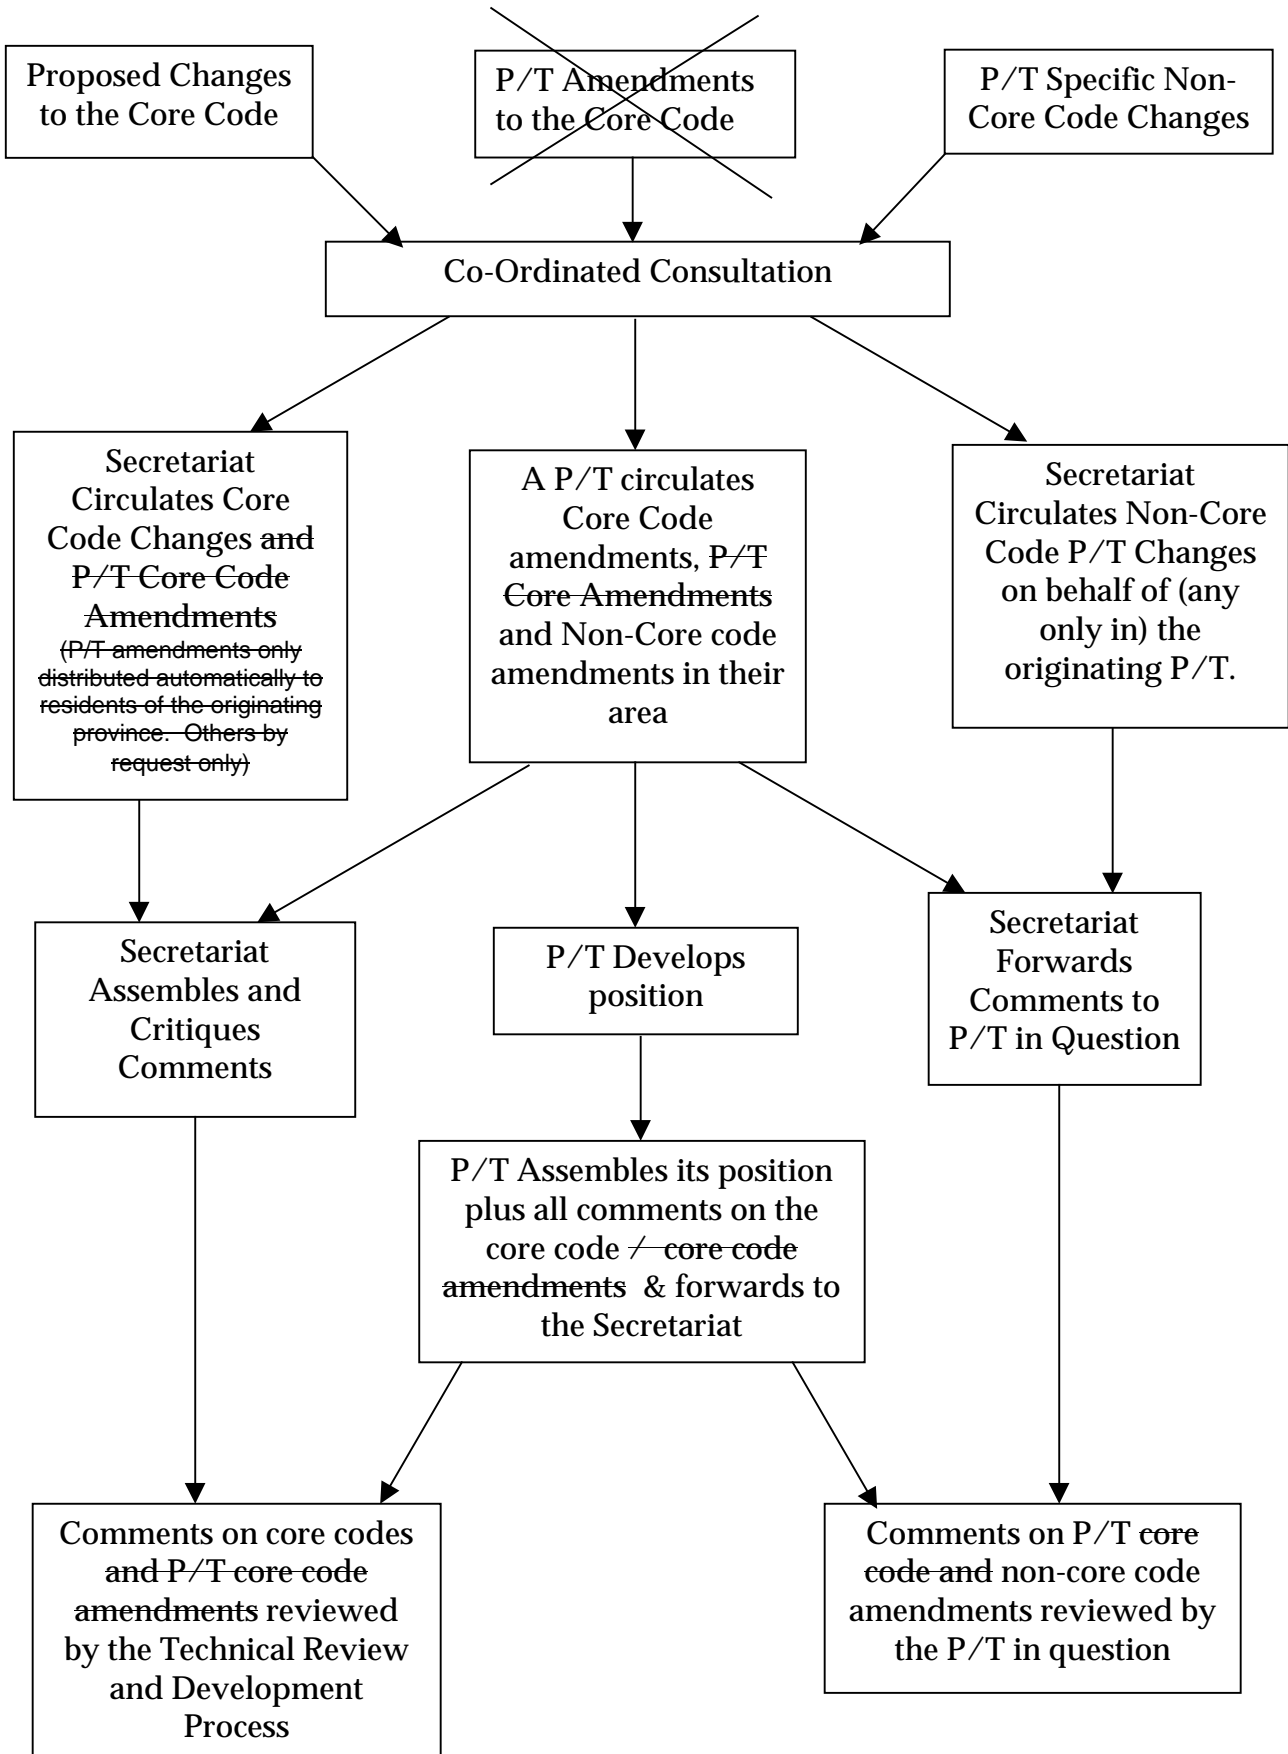 Proposed Changes
to the Core Code
P/T Amendments
to the Core Code
P/T Specific Non-
Core Code Changes
Co-Ordinated Consultation
Secretariat
Circulates Core
Code Changes and
P/T Core Code
Amendments
(P/T amendments only
distributed automatically to
residents of the originating
province. Others by
request only)
A P/T circulates
Core Code
amendments, P/T
Core Amendments
and Non-Core code
amendments in their
area
Secretariat
Circulates Non-Core
Code P/T Changes
on behalf of (any
only in) the
originating P/T.
Secretariat
Assembles and
Critiques
Comments
P/T Develops
position
Secretariat
Forwards
Comments to
P/T in Question
P/T Assembles its position
plus all comments on the
core code / core code
amendments & forwards to
the Secretariat
Comments on core codes
and P/T core code
amendments reviewed
by the Technical Review
and Development
Process
Comments on P/T core
code and non-core code
amendments reviewed by
the P/T in question